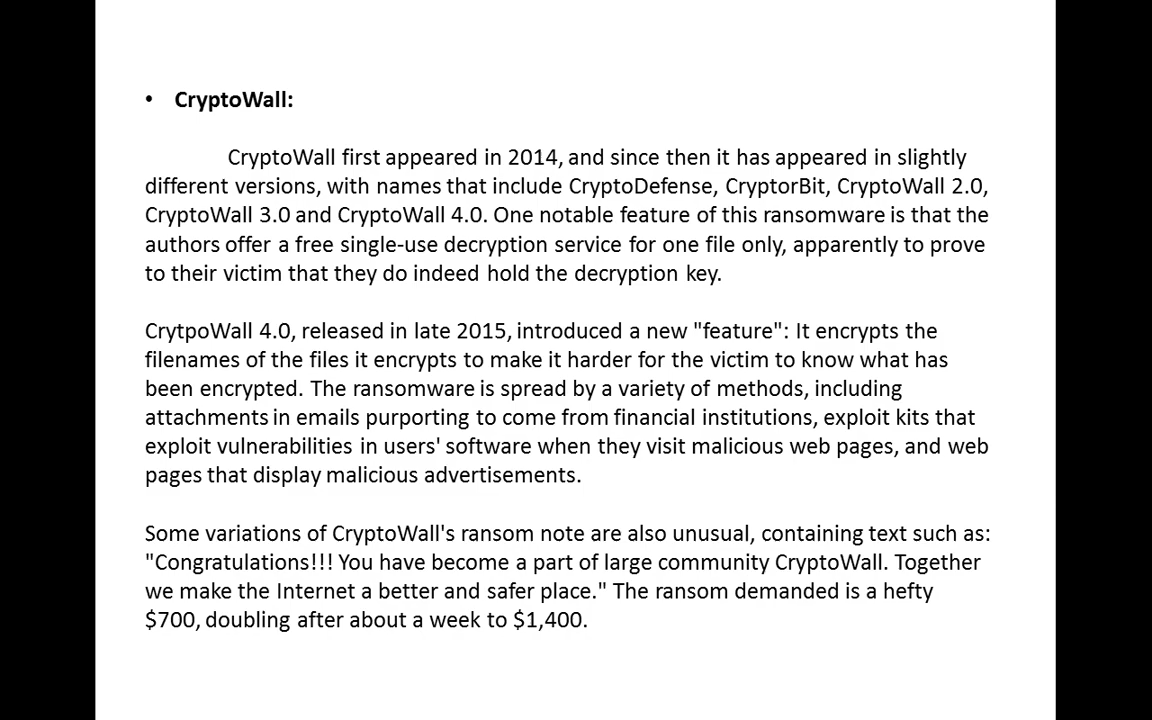 • CryptoWall:
CryptoWall first appeared in 2014, and since then it has appeared in slightly
different versions, with names that include CryptoDefense, CryptorBit, CryptoWall 2.0,
CryptoWall 3.0 and CryptoWall 4.0. One notable feature of this ransomware is that the
authors offer a free single-use decryption service for one file only, apparently to prove
to their victim that they do indeed hold the decryption key.
CrytpoWall 4.0, released in late 2015, introduced a new "feature": It encrypts the
filenames of the files it encrypts to make it harder for the victim to know what has
been encrypted. The ransomware is spread by a variety of methods, including
attachments in emails purporting to come from financial institutions, exploit kits that
exploit vulnerabilities in users' software when they visit malicious web pages, and web
pages that display malicious advertisements.
Some variations of CryptoWall's ransom note are also unusual, containing text such as:
"Congratulations!!! You have become a part of large community CryptoWall. Together
we make the Internet a better and safer place." The ransom demanded is a hefty
$700, doubling after about a week to $1,400.